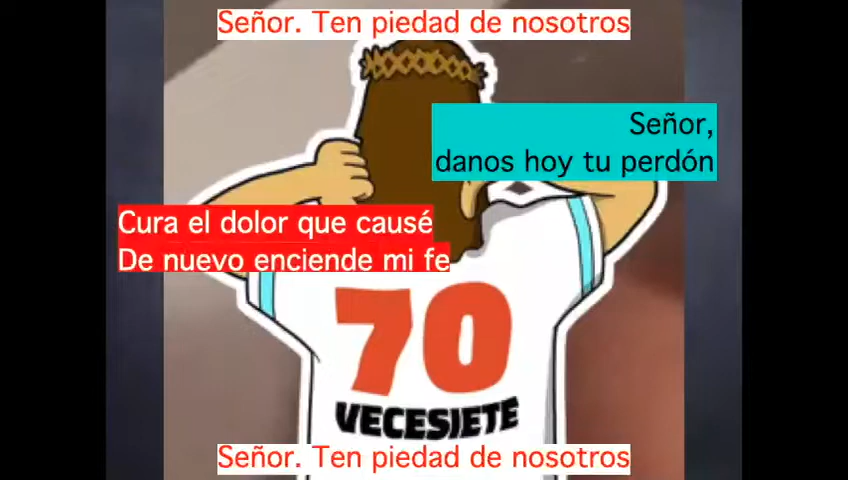 Señor. Ten piedad de nosotros
Señor,
danos hoy tu perdón
Cura el dolor que causé
De nuevo enciende mi fe
70
VECESIETE
Señor. Ten piedad de nosotros